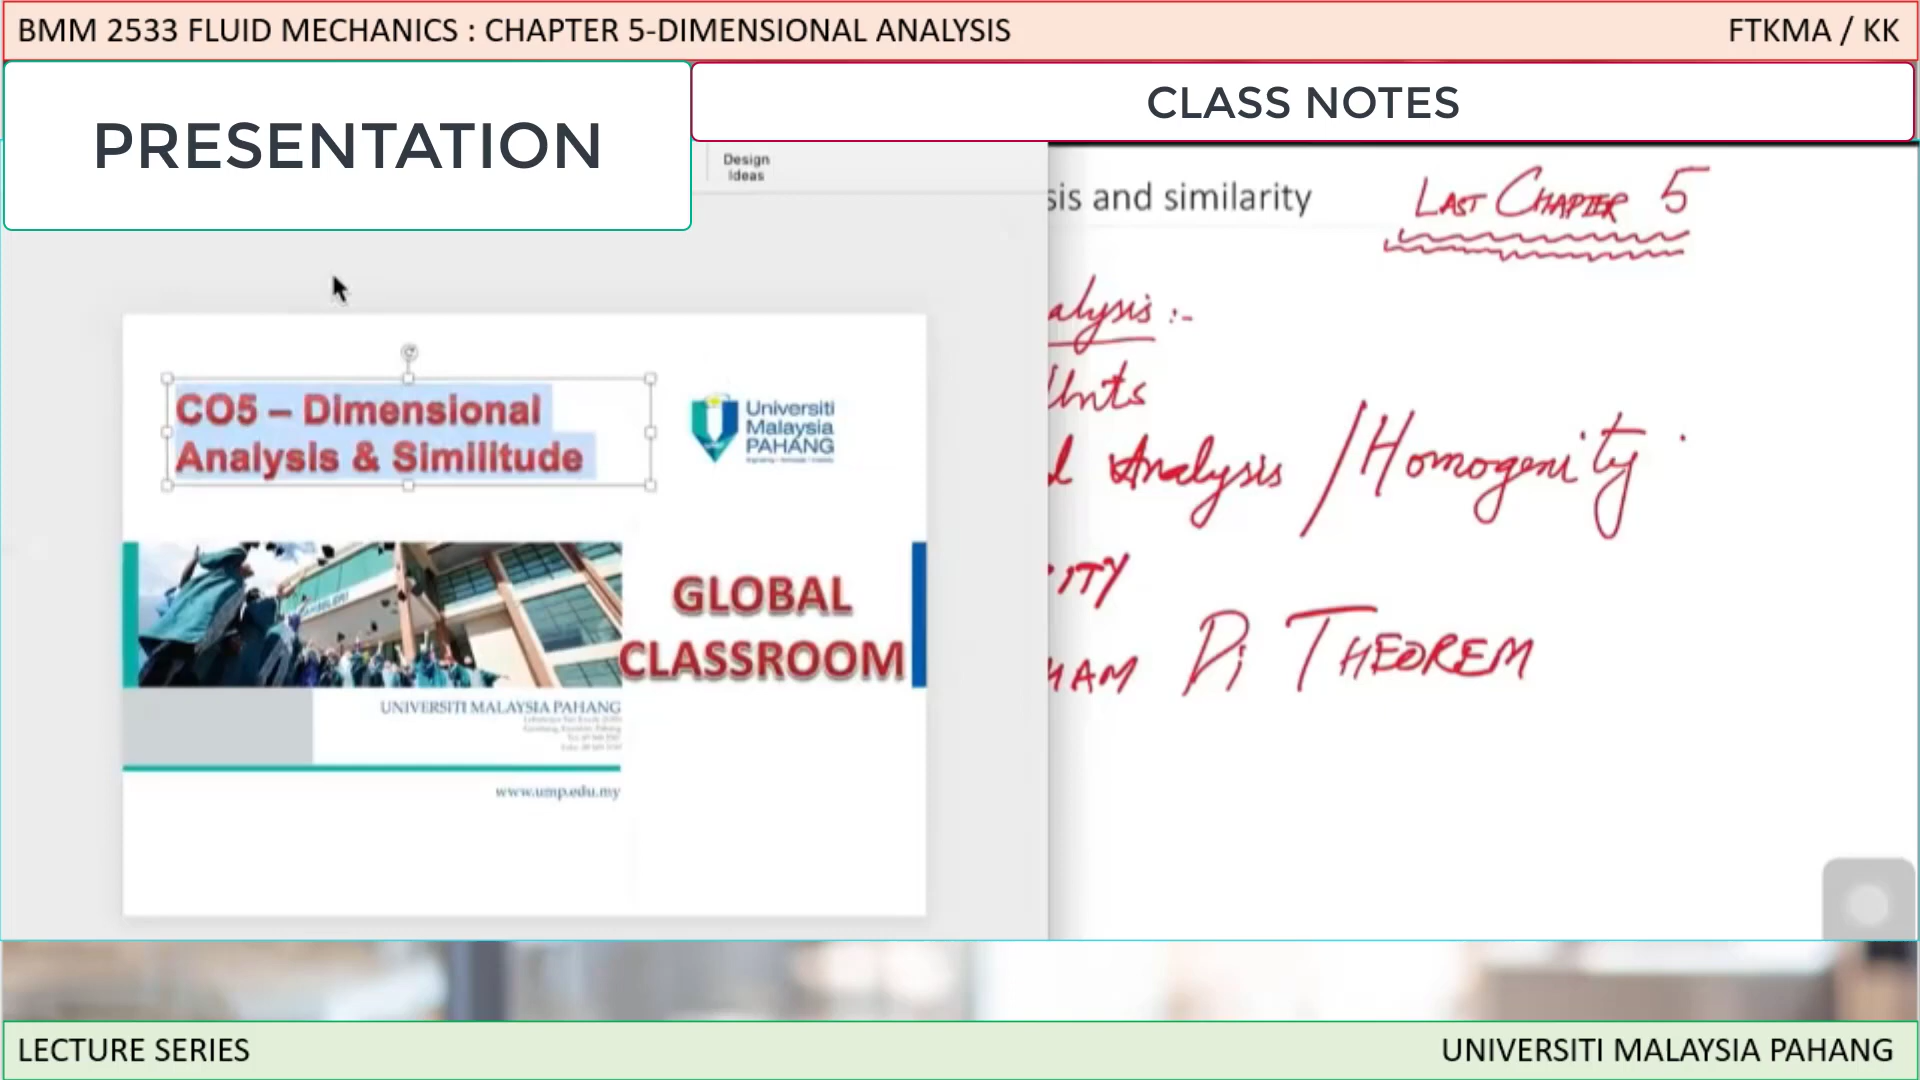 BMM 2533 FLUID MECHANICS : CHAPTER 5-DIMENSIONAL ANALYSIS
FTKMA / KK
PRESENTATION
CLASS NOTES
Design
Ideas
CO5 – Dimensional
Analysis & Similitude
Universiti
Malaysia
PAHANG
GLOBAL
CLASSROOM
UNIVERSITI MALAYSIA PAHANG
www.ump.edu.my
sis and similarity
LAST CHAPTER 5
alysis :-
Units
l Analysis / Homogenity
ITY
HAM Pi THEOREM
LECTURE SERIES
UNIVERSITI MALAYSIA PAHANG